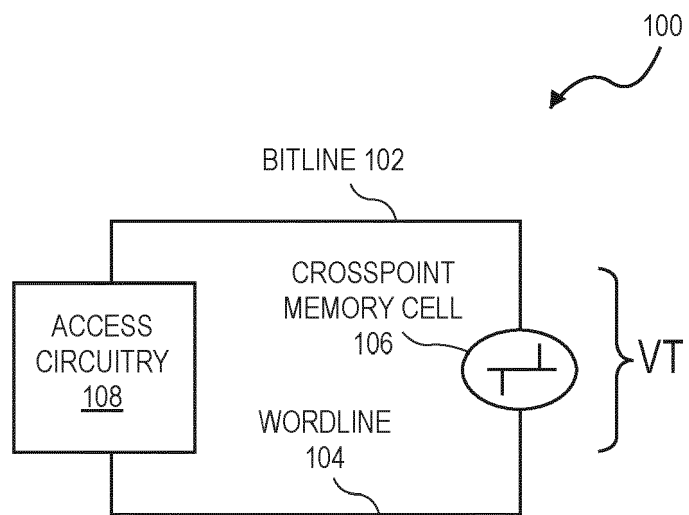 100
BITLINE 102
CROSSPOINT
MEMORY CELL
106
ACCESS
CIRCUITRY
108
VT
WORDLINE
104